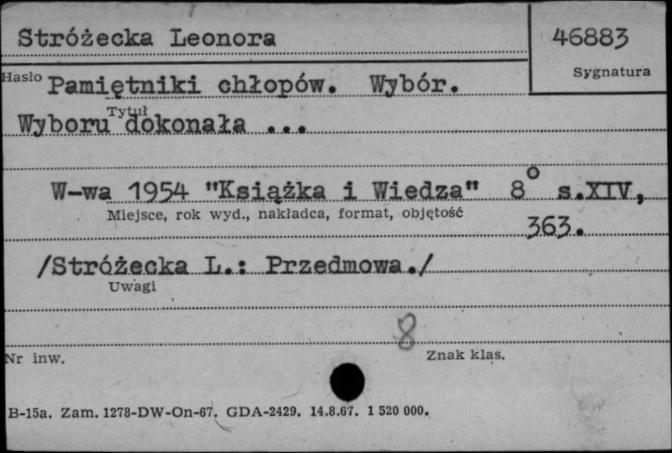 Stróżecka Leonora
46883
Sygnatura
Hasło Pamiętniki chłopów. Wybór.
Tytuł
Wyboru dokonała ...
W-wa 1954 "Książka i Wiedza" 8° s.XIV,
Miejsce, rok wyd., nakładca, format, objętość
363.
/Stróżecka L.: Przedmowa./
Uwagi
8
Nr inw.
Znak klas.
B-15a. Zam. 1278-DW-On-67. GDA-2429. 14.8.67. 1 520 000.